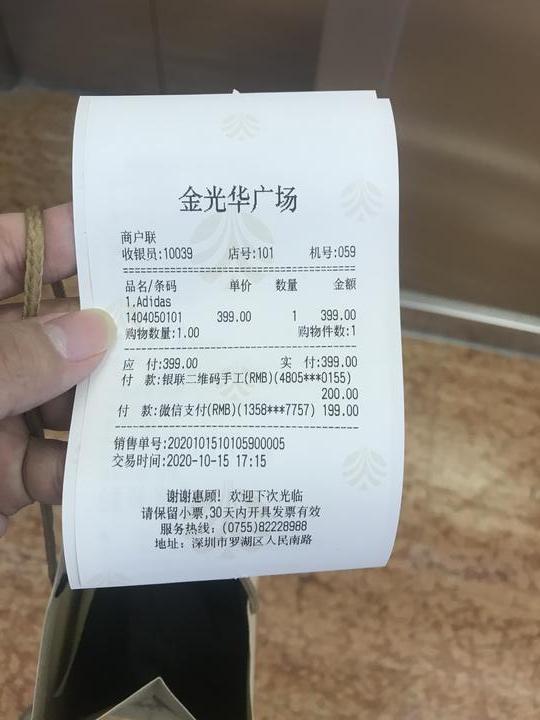 金光华广场
商户联
收银员:10039 店号:101 机号:059
品名/条码 单价 数量 金额
1.Adidas
1404050101 399.00 1 399.00
购物数量:1.00 购物件数:1
应 付:399.00 实 付:399.00
付 款:银联二维码手工(RMB)(4805***0155)
200.00
付 款:微信支付(RMB)(1358***7757) 199.00
销售单号:2020101510105900005
交易时间:2020-10-15 17:15
谢谢惠顾! 欢迎下次光临
请保留小票,30天内开具发票有效
服务热线: (0755)82228988
地址: 深圳市罗湖区人民南路